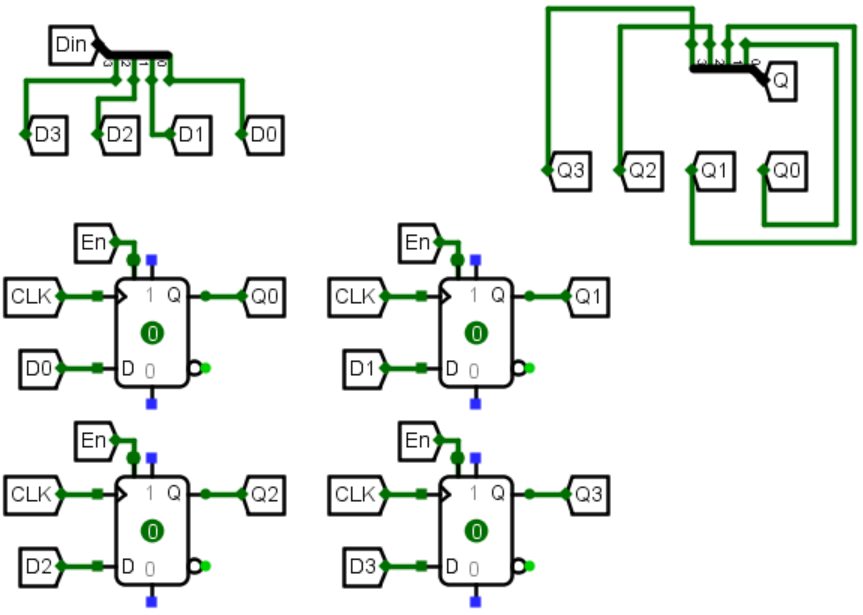 Din
3 2 1 0
D3 D2 D1 D0
3 2 1 0
Q
Q3 Q2 Q1 Q0
En
CLK 1 Q Q0
0
D0 D 0
En
CLK 1 Q Q1
0
D1 D 0
En
CLK 1 Q Q2
0
D2 D 0
En
CLK 1 Q Q3
0
D3 D 0